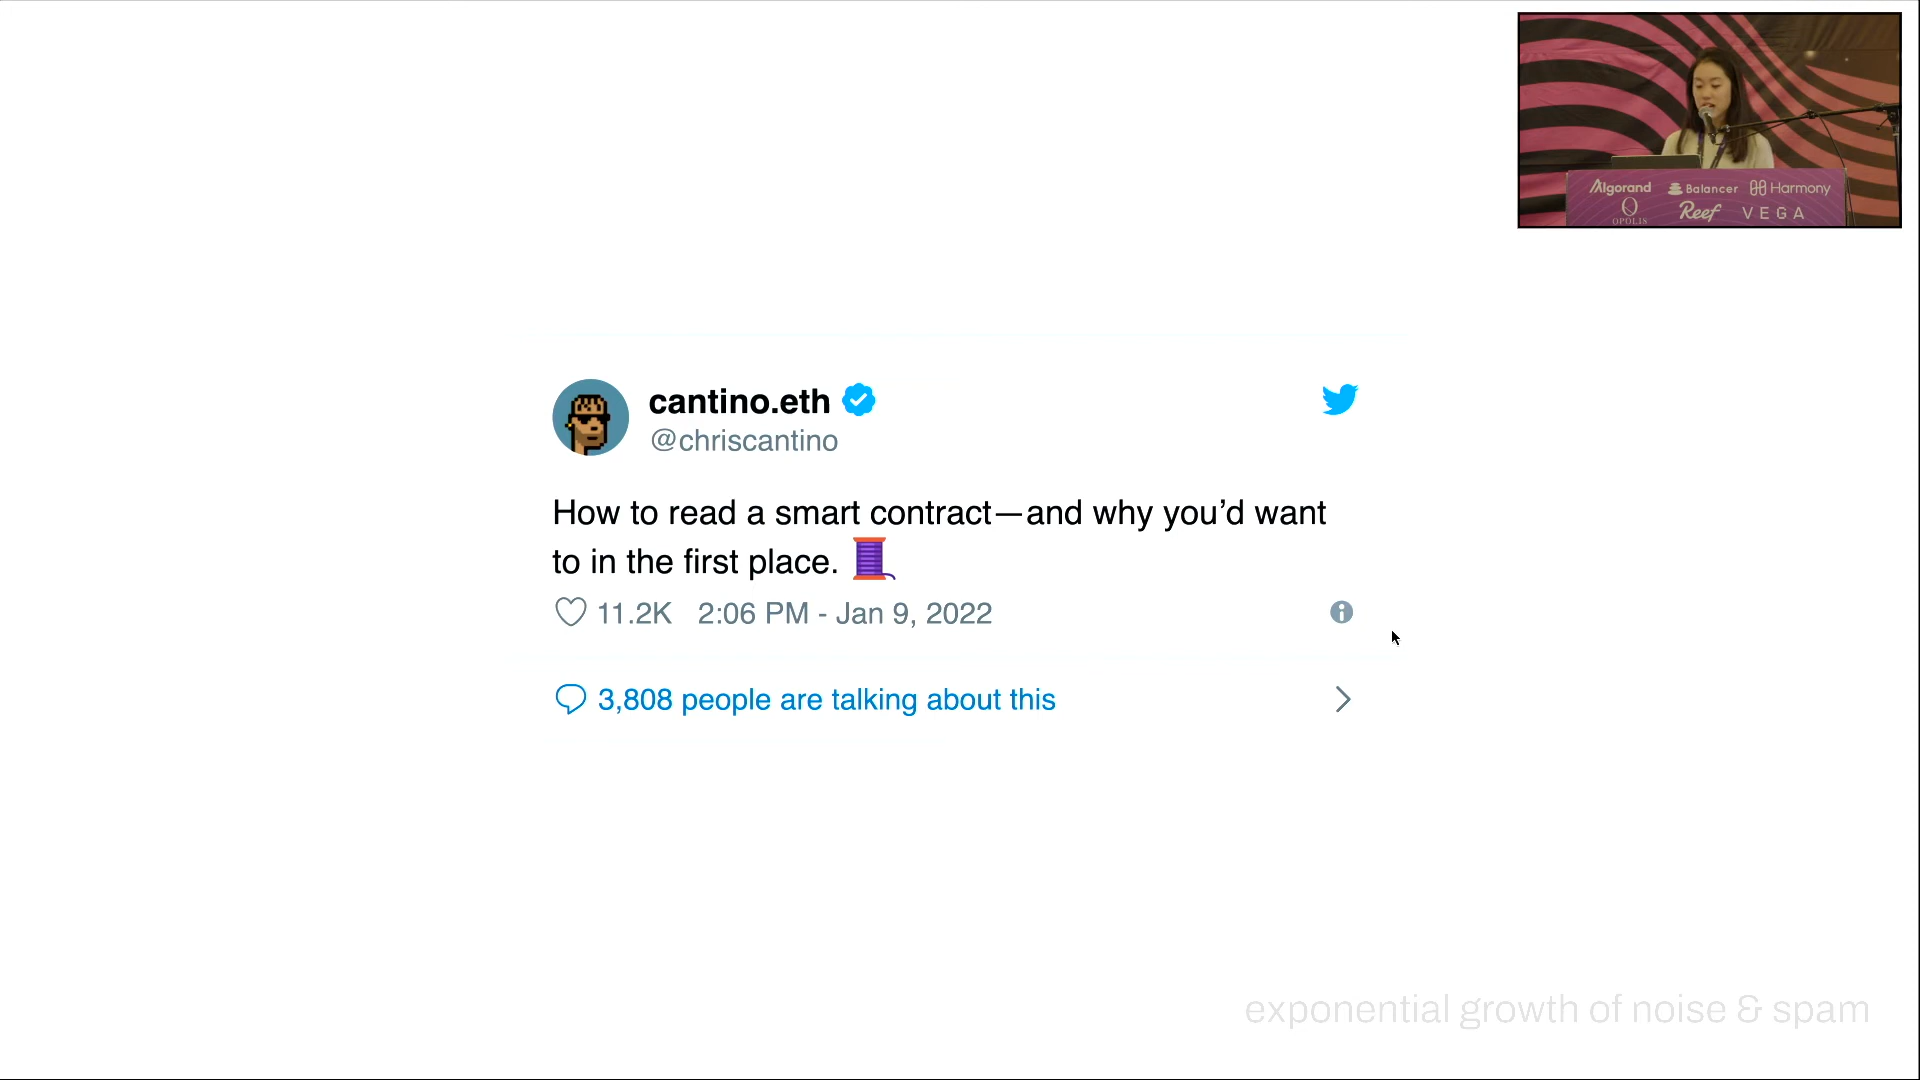 Algorand Balancer Harmony
OPOLIS Reef VEGA
cantino.eth
@chriscantino
How to read a smart contract—and why you’d want
to in the first place.
11.2K 2:06 PM - Jan 9, 2022
3,808 people are talking about this
exponential growth of noise & spam